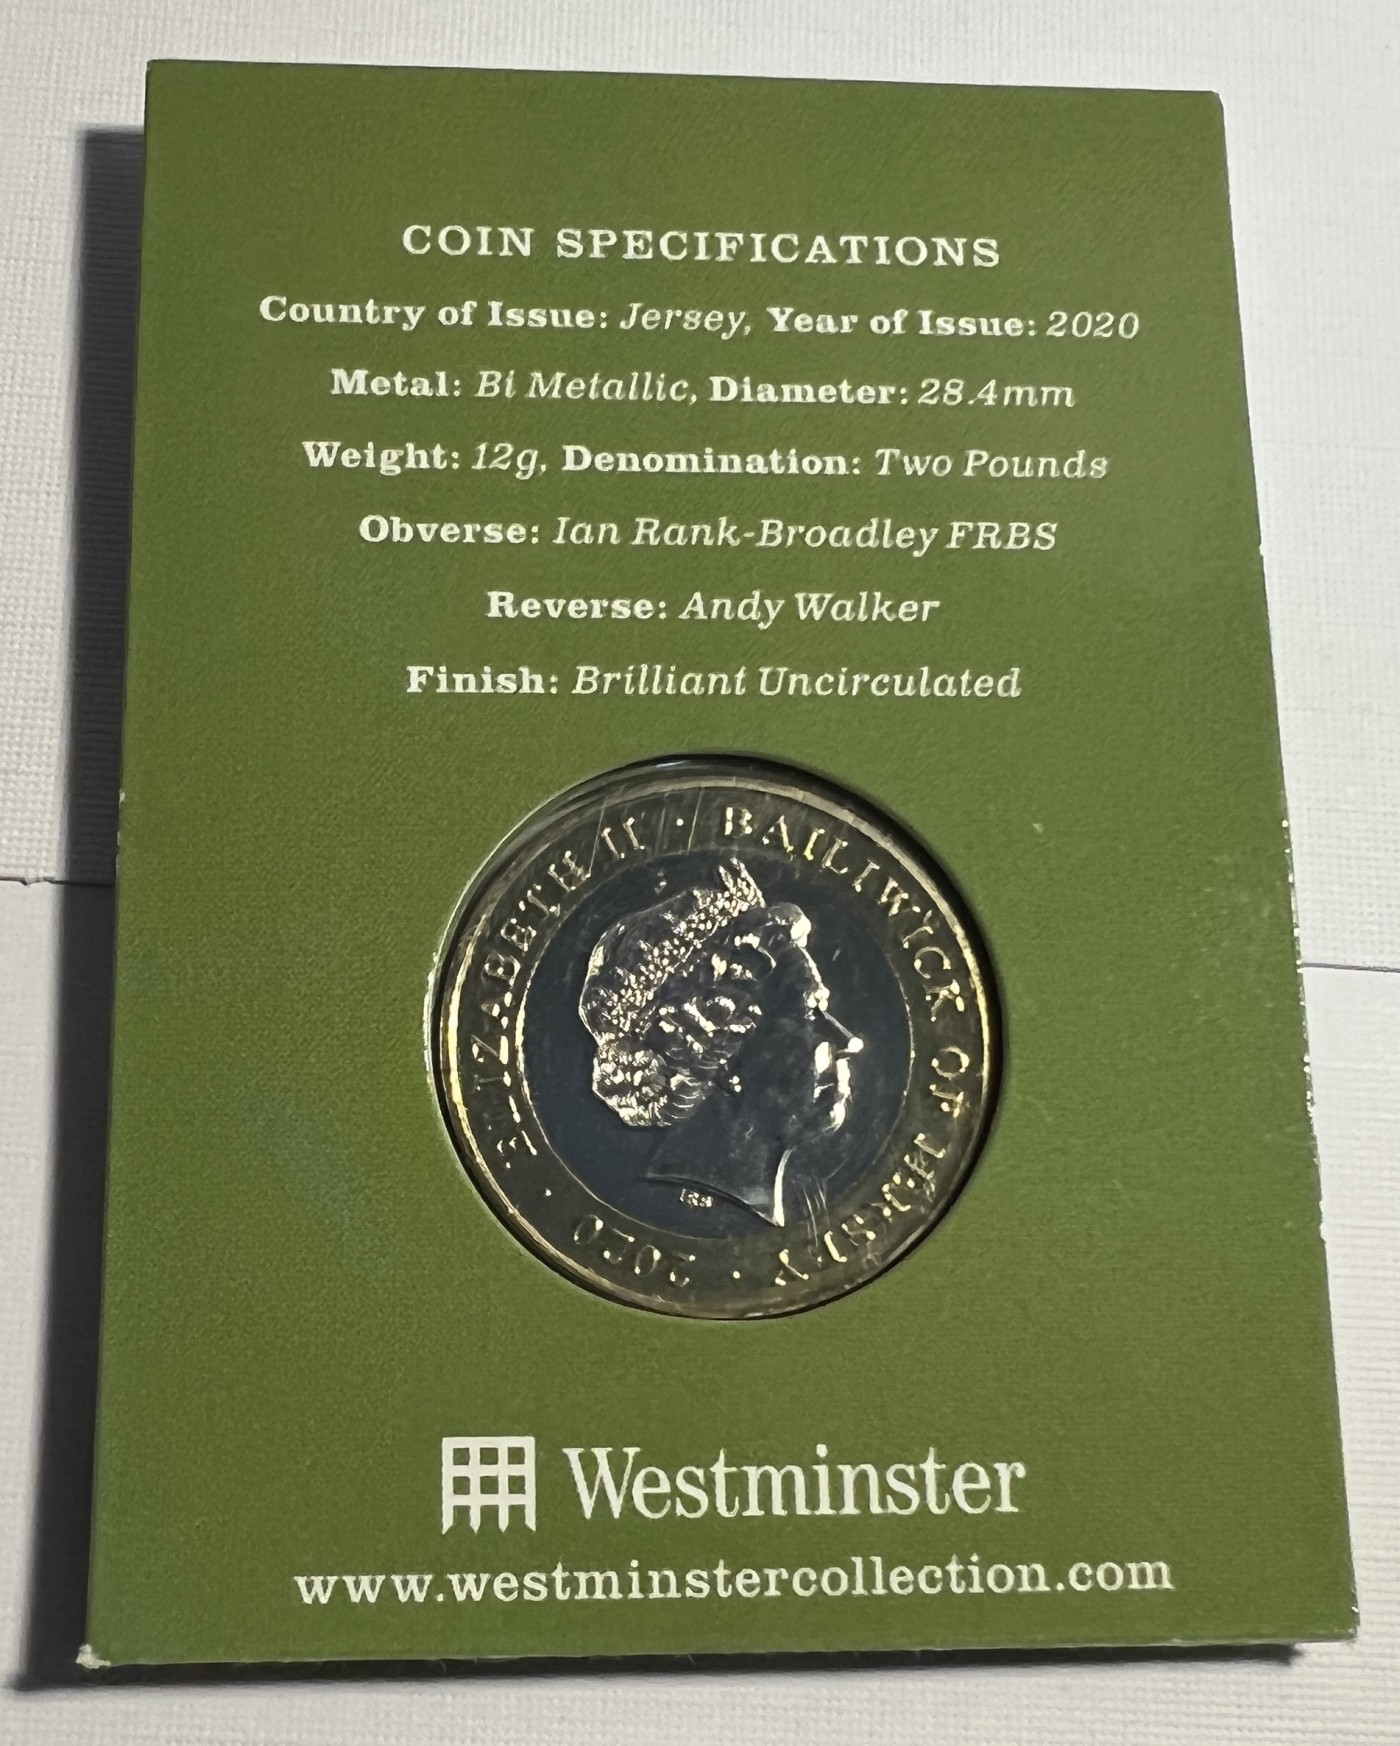 COIN SPECIFICATIONS
Country of Issue: Jersey, Year of Issue: 2020
Metal: Bi Metallic, Diameter: 28.4mm
Weight: 12g, Denomination: Two Pounds
Obverse: Ian Rank-Broadley FRBS
Reverse: Andy Walker
Finish: Brilliant Uncirculated
ELIZABETH II · BAILIWICK OF JERSEY · 2020 ·
IRB
Westminster
www.westminstercollection.com